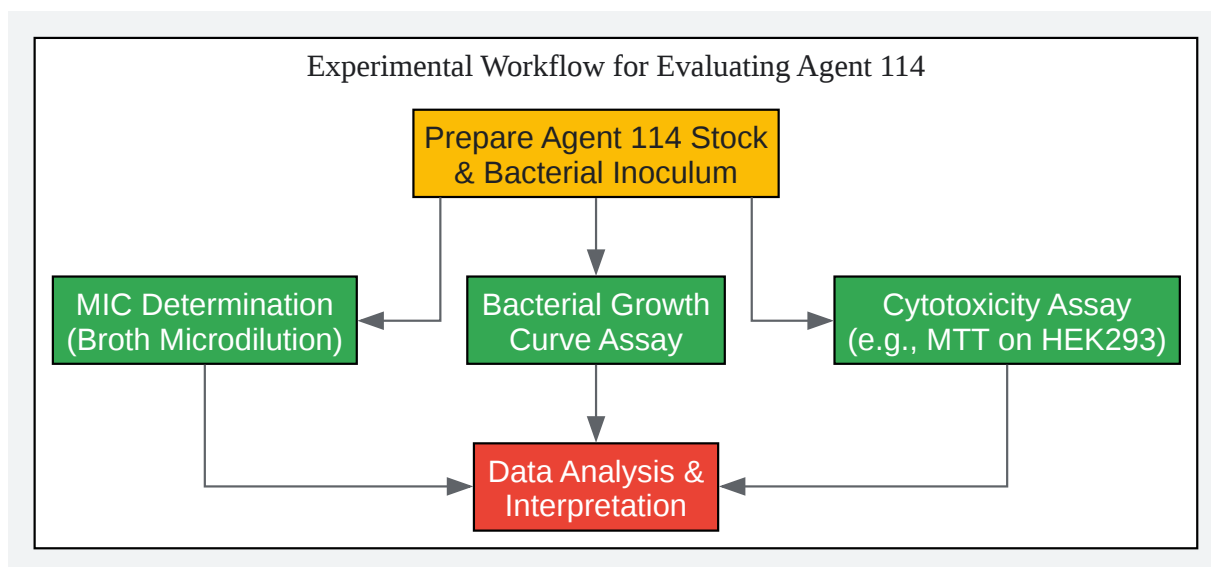 Experimental Workflow for Evaluating Agent 114
Prepare Agent 114 Stock
& Bacterial Inoculum
MIC Determination
(Broth Microdilution)
Bacterial Growth
Curve Assay
Cytotoxicity Assay
(e.g., MTT on HEK293)
Data Analysis &
Interpretation